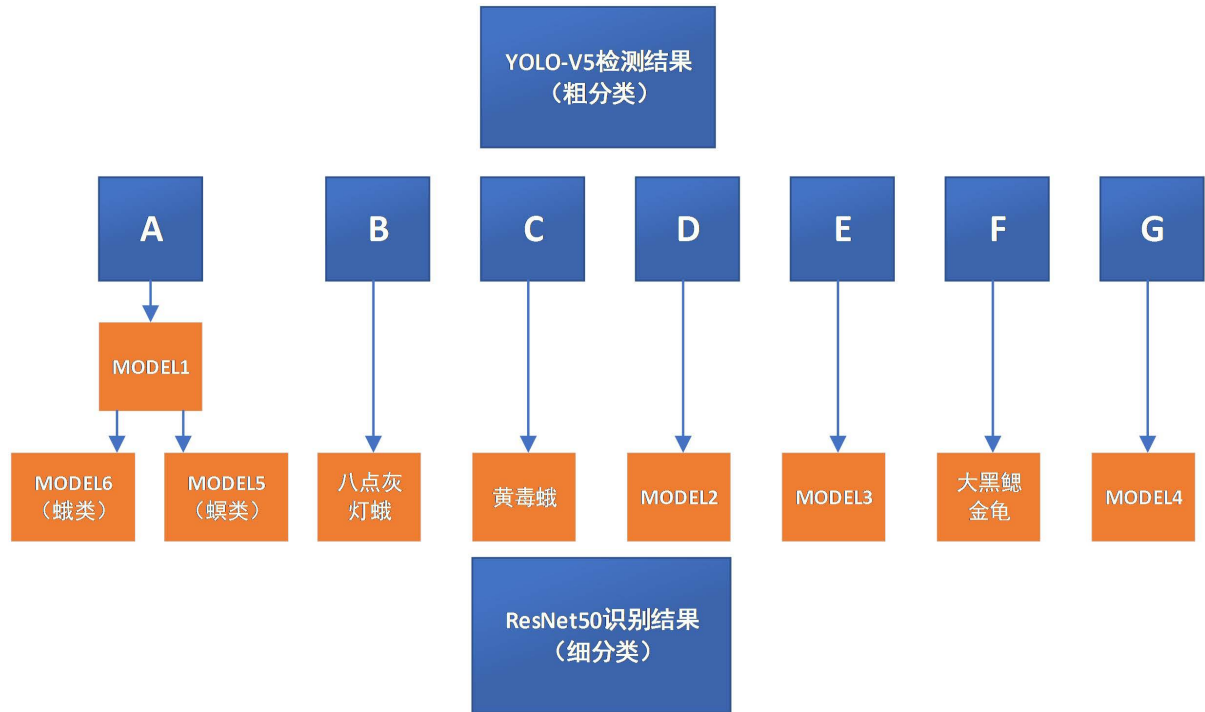 YOLO-V5检测结果
（粗分类）
A
B
C
D
E
F
G
MODEL1
MODEL6
（蛾类）
MODEL5
（螟类）
八点灰
灯蛾
黄毒蛾
MODEL2
MODEL3
大黑鳃
金龟
MODEL4
ResNet50识别结果
（细分类）